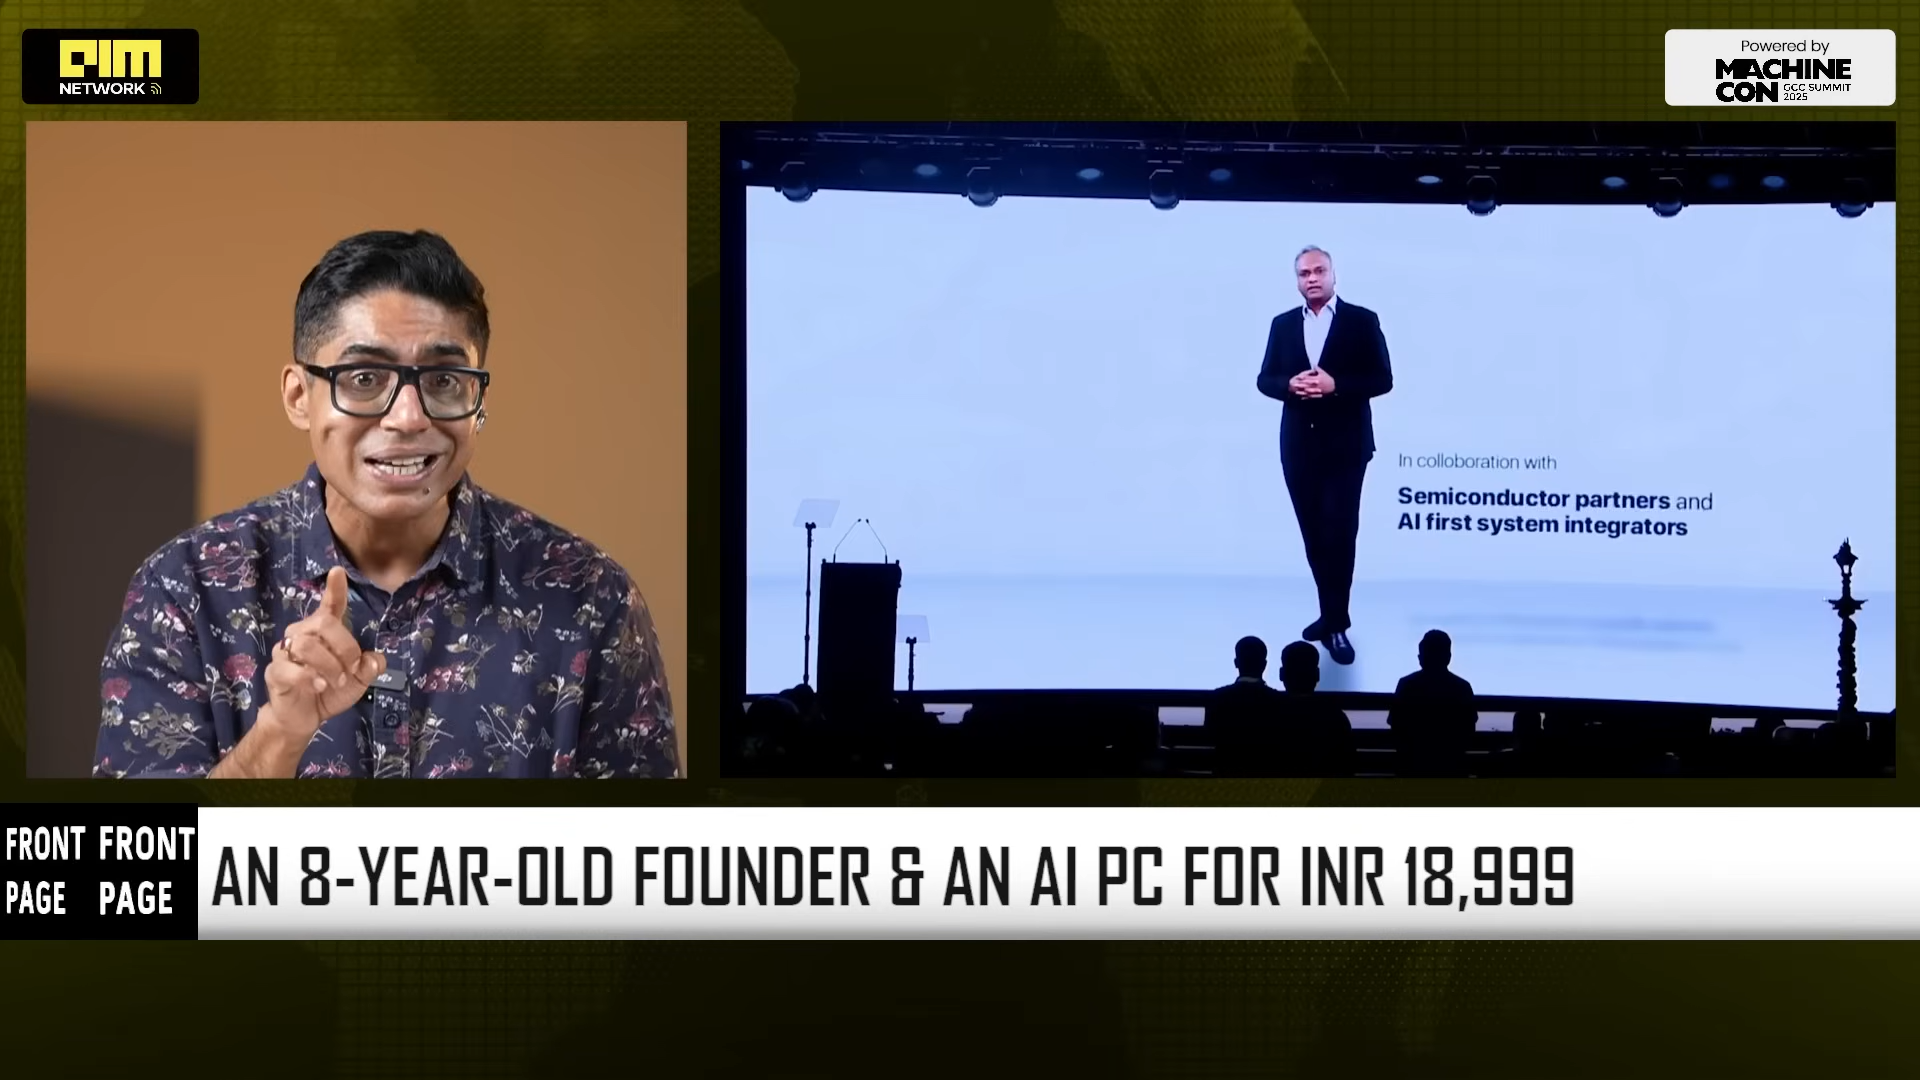 AIM
NETWORK
Powered by
MACHINE
CON GCC SUMMIT
2025
In colloboration with
Semiconductor partners and
AI first system integrators
FRONT FRONT
PAGE PAGE
AN 8-YEAR-OLD FOUNDER & AN AI PC FOR INR 18,999